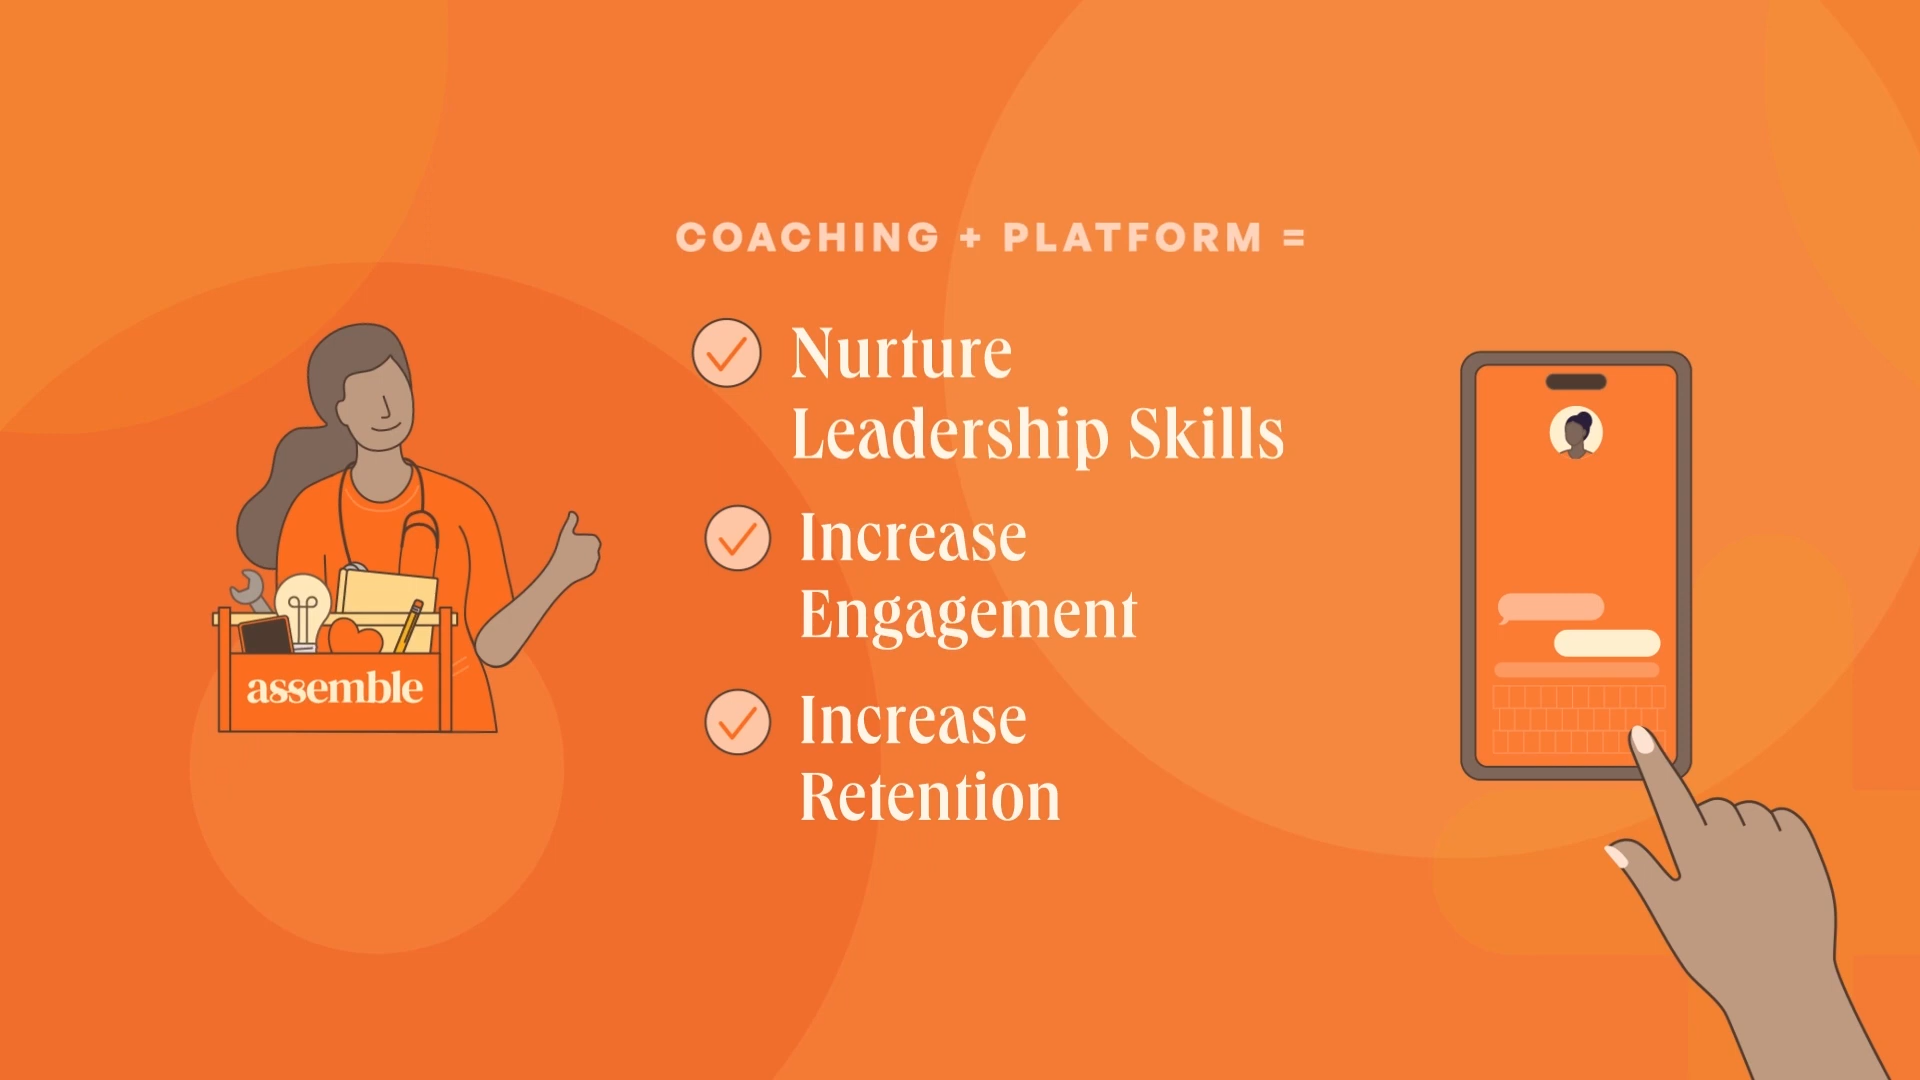 COACHING + PLATFORM =
Nurture
Leadership Skills
Increase
Engagement
Increase
Retention
assemble